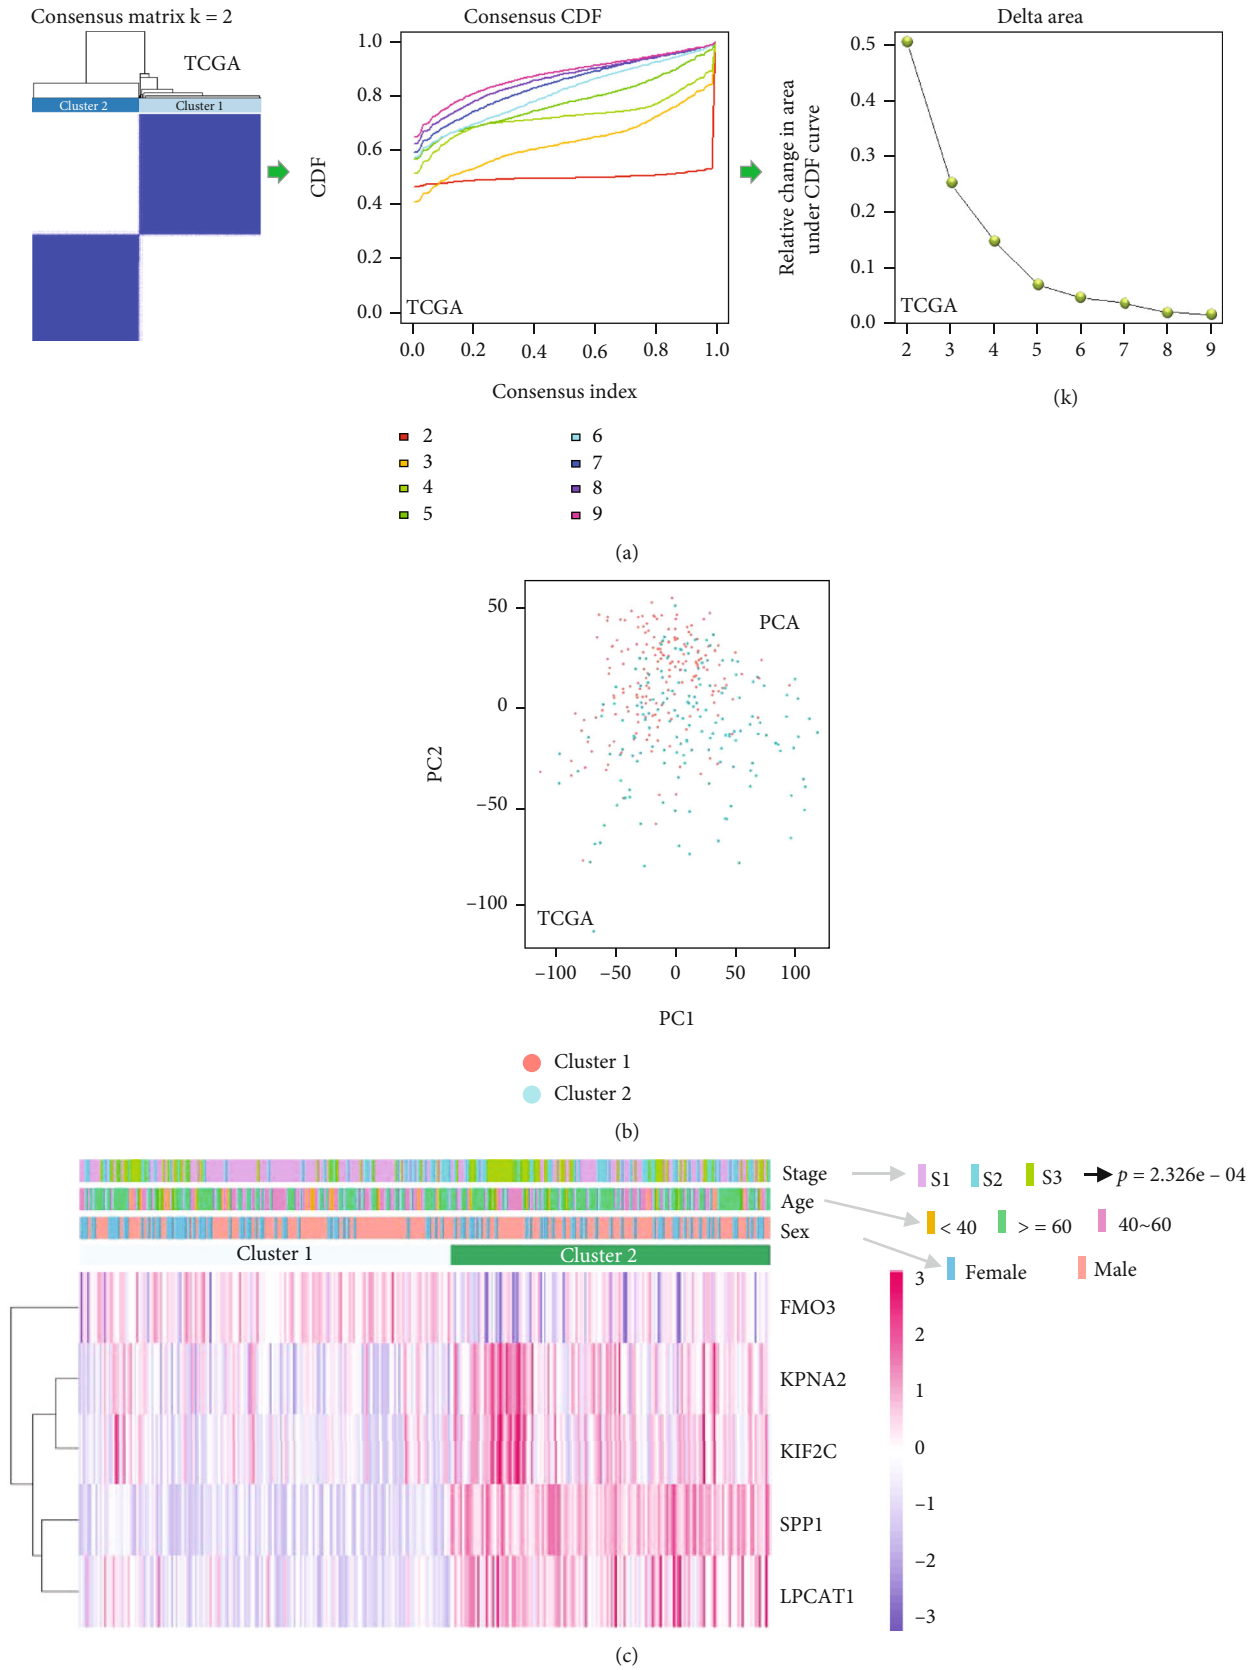 Consensus matrix k = 2
TCGA
Cluster 2
Cluster 1
Consensus CDF
CDF
1.0
0.8
0.6
0.4
0.2
0.0
TCGA
0.0 0.2 0.4 0.6 0.8 1.0
Consensus index
2
3
4
5
6
7
8
9
Delta area
Relative change in area
under CDF curve
0.5
0.4
0.3
0.2
0.1
0.0
TCGA
2 3 4 5 6 7 8 9
(k)
(a)
PCA
PC2
50
0
−50
−100
TCGA
−100 −50 0 50 100
PC1
Cluster 1
Cluster 2
(b)
Stage
Age
Sex
S1 S2 S3 p = 2.326e − 04
< 40 > = 60 40~60
Female Male
Cluster 1 Cluster 2
FMO3
KPNA2
KIF2C
SPP1
LPCAT1
3
2
1
0
−1
−2
−3
(c)